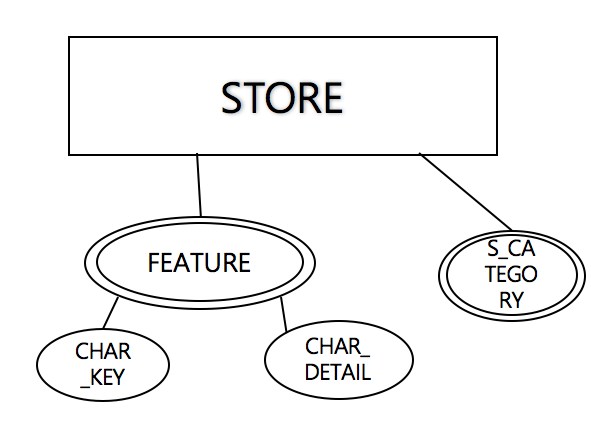 STORE
FEATURE
S_CA
TEGO
RY
CHAR
_KEY
CHAR_
DETAIL